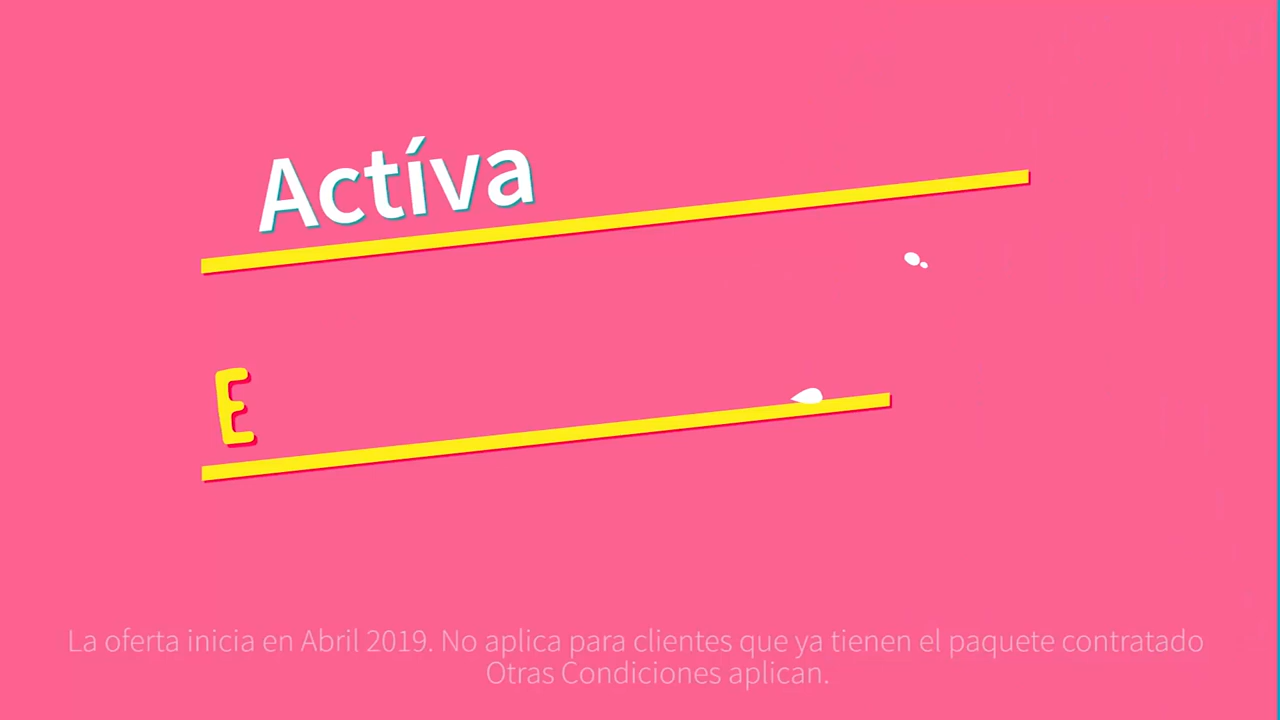 Actíva
E
La oferta inicia en Abril 2019. No aplica para clientes que ya tienen el paquete contratado
Otras Condiciones aplican.